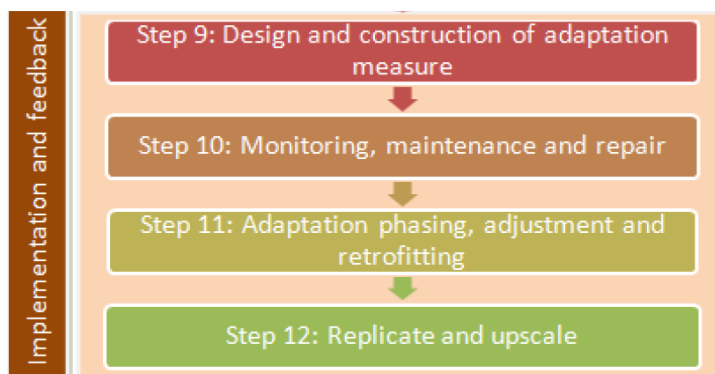 Implementation and feedback
Step 9: Design and construction of adaptation
measure
Step 10: Monitoring, maintenance and repair
Step 11: Adaptation phasing, adjustment and
retrofitting
Step 12: Replicate and upscale